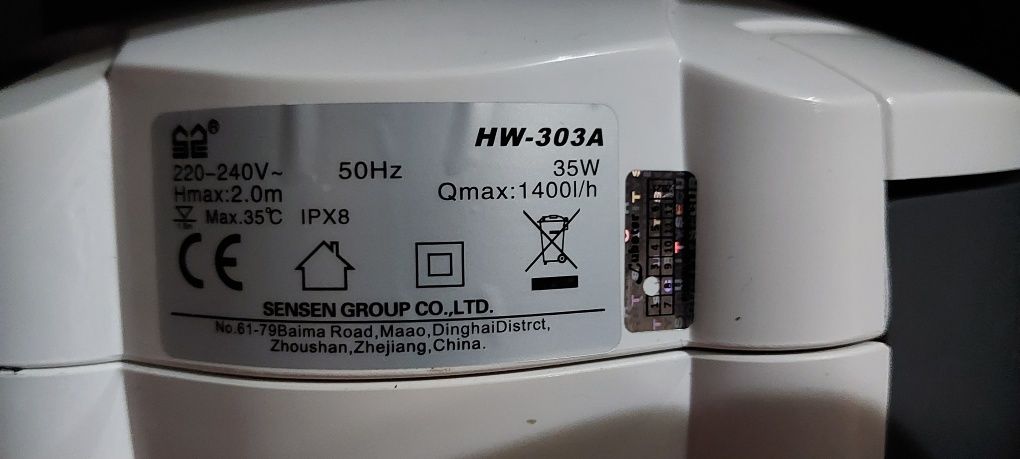 SE®
HW-303A
220-240V~ 50Hz 35W
Hmax:2.0m Qmax:1400l/h
Max.35℃ IPX8
CE
SENSEN GROUP CO.,LTD.
No.61-79Baima Road,Maao,DinghaiDistrct,
Zhoushan,Zhejiang,China.